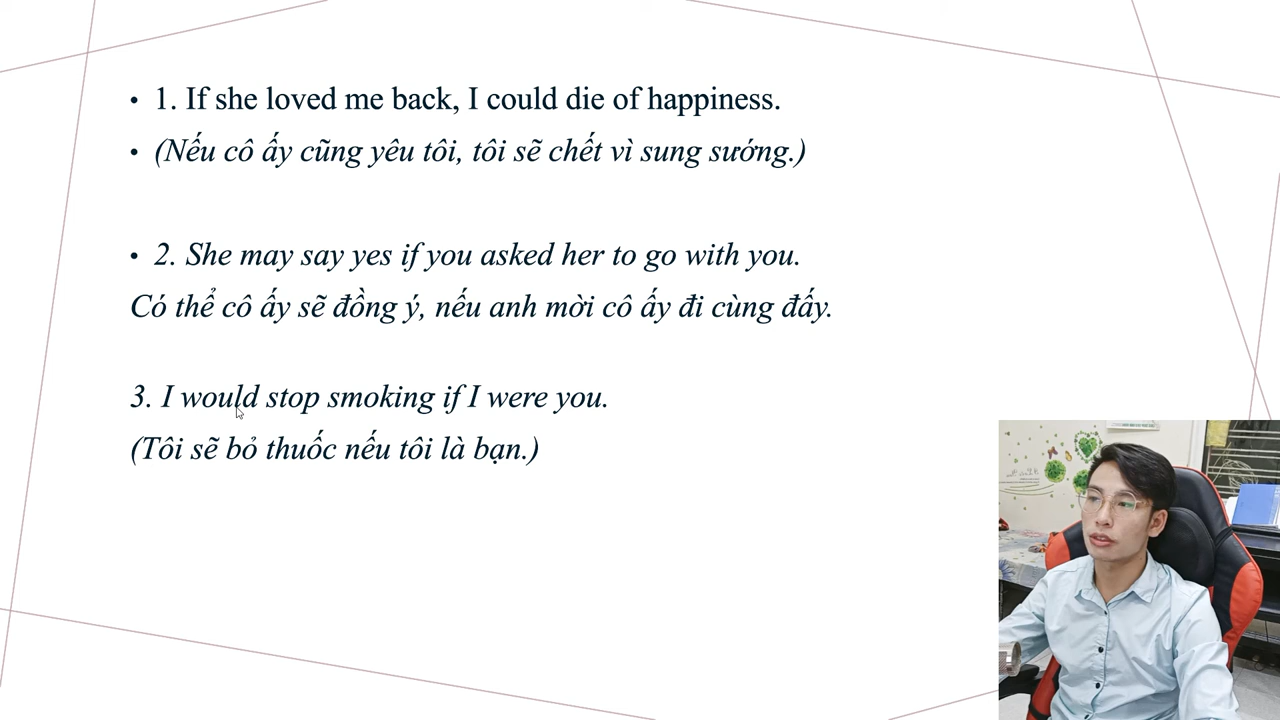 • 1. If she loved me back, I could die of happiness.
• (Nếu cô ấy cũng yêu tôi, tôi sẽ chết vì sung sướng.)
• 2. She may say yes if you asked her to go with you.
Có thể cô ấy sẽ đồng ý, nếu anh mời cô ấy đi cùng đấy.
3. I would stop smoking if I were you.
(Tôi sẽ bỏ thuốc nếu tôi là bạn.)